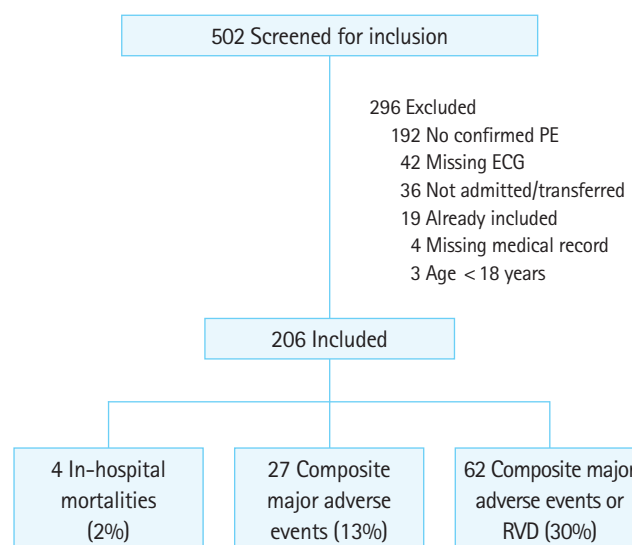 502 Screened for inclusion
296 Excluded
192 No confirmed PE
42 Missing ECG
36 Not admitted/transferred
19 Already included
4 Missing medical record
3 Age < 18 years
206 Included
4 In-hospital
mortalities
(2%)
27 Composite
major adverse
events (13%)
62 Composite major
adverse events or
RVD (30%)